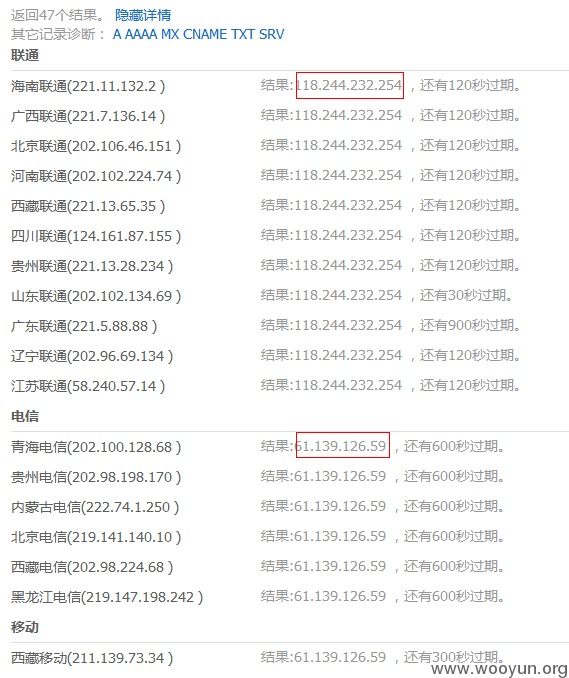 返回47个结果。 隐藏详情
其它记录诊断： A AAAA MX CNAME TXT SRV
联通
海南联通(221.11.132.2 ) 结果:118.244.232.254 ，还有120秒过期。
广西联通(221.7.136.14 ) 结果:118.244.232.254 ，还有120秒过期。
北京联通(202.106.46.151 ) 结果:118.244.232.254 ，还有120秒过期。
河南联通(202.102.224.74 ) 结果:118.244.232.254 ，还有120秒过期。
西藏联通(221.13.65.35 ) 结果:118.244.232.254 ，还有120秒过期。
四川联通(124.161.87.155 ) 结果:118.244.232.254 ，还有120秒过期。
贵州联通(221.13.28.234 ) 结果:118.244.232.254 ，还有120秒过期。
山东联通(202.102.134.69 ) 结果:118.244.232.254 ，还有30秒过期。
广东联通(221.5.88.88 ) 结果:118.244.232.254 ，还有900秒过期。
辽宁联通(202.96.69.134 ) 结果:118.244.232.254 ，还有120秒过期。
江苏联通(58.240.57.14 ) 结果:118.244.232.254 ，还有120秒过期。
电信
青海电信(202.100.128.68 ) 结果:61.139.126.59 ，还有600秒过期。
贵州电信(202.98.198.170 ) 结果:61.139.126.59 ，还有600秒过期。
内蒙古电信(222.74.1.250 ) 结果:61.139.126.59 ，还有600秒过期。
北京电信(219.141.140.10 ) 结果:61.139.126.59 ，还有600秒过期。
西藏电信(202.98.224.68 ) 结果:61.139.126.59 ，还有600秒过期。
黑龙江电信(219.147.198.242 ) 结果:61.139.126.59 ，还有600秒过期。
移动
西藏移动(211.139.73.34 ) 结果:61.139.126.59 ，还有300秒过期。
www.wooyun.org